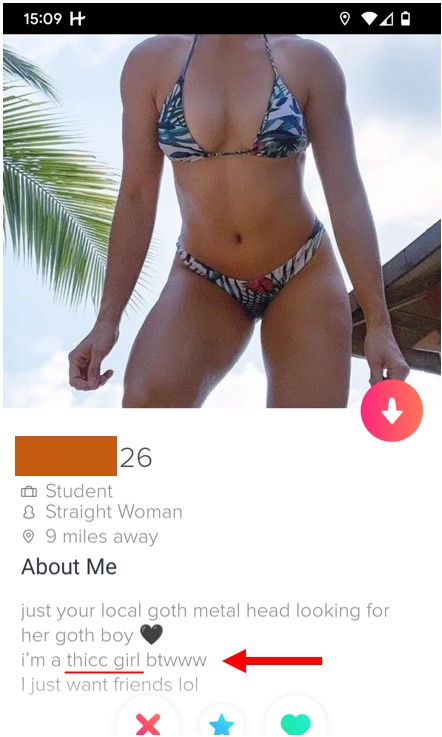 15:09
26
Student
Straight Woman
9 miles away
About Me
just your local goth metal head looking for
her goth boy 🖤
i'm a thicc girl btwww
I just want friends lol